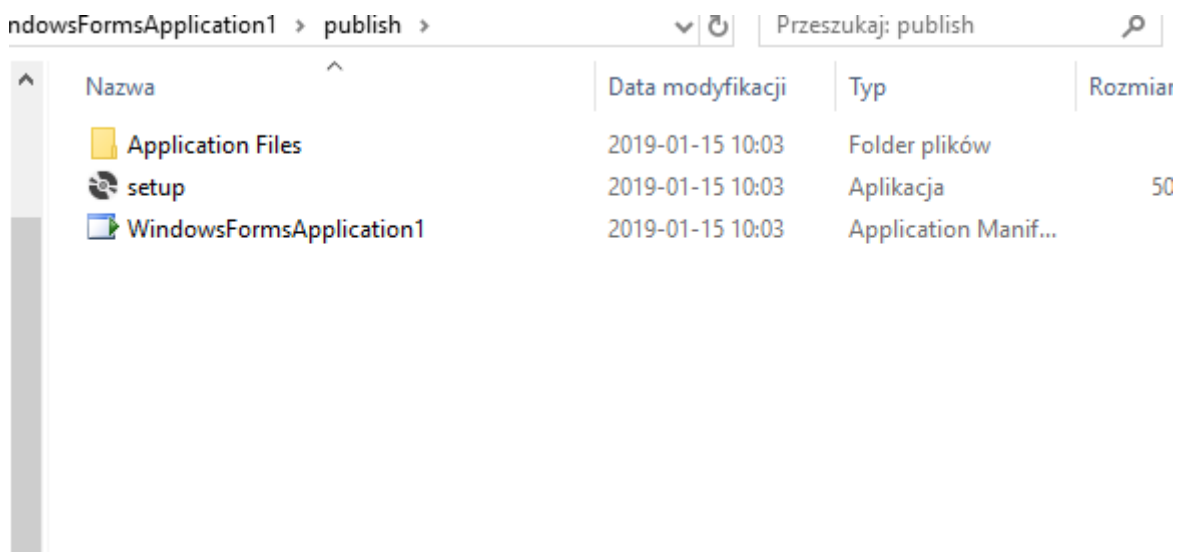 ndowsFormsApplication1 > publish > Przeszukaj: publish
Nazwa Data modyfikacji Typ Rozmiar
Application Files 2019-01-15 10:03 Folder plików
setup 2019-01-15 10:03 Aplikacja 50
WindowsFormsApplication1 2019-01-15 10:03 Application Manif...